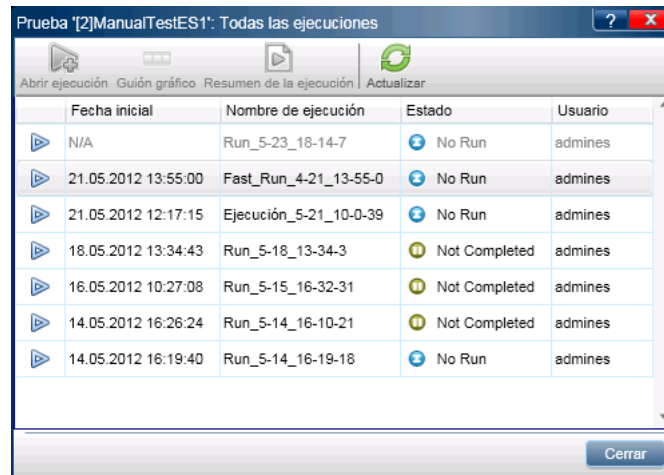 Prueba '[2]ManualTestES1': Todas las ejecuciones
? X
Abrir ejecución Guión gráfico Resumen de la ejecución Actualizar
Fecha inicial Nombre de ejecución Estado Usuario
N/A Run_5-23_18-14-7 No Run admines
21.05.2012 13:55:00 Fast_Run_4-21_13-55-0 No Run admines
21.05.2012 12:17:15 Ejecución_5-21_10-0-39 No Run admines
18.05.2012 13:34:43 Run_5-18_13-34-3 Not Completed admines
16.05.2012 10:27:08 Run_5-15_16-32-31 Not Completed admines
14.05.2012 16:26:24 Run_5-14_16-10-21 Not Completed admines
14.05.2012 16:19:40 Run_5-14_16-19-18 No Run admines
Cerrar